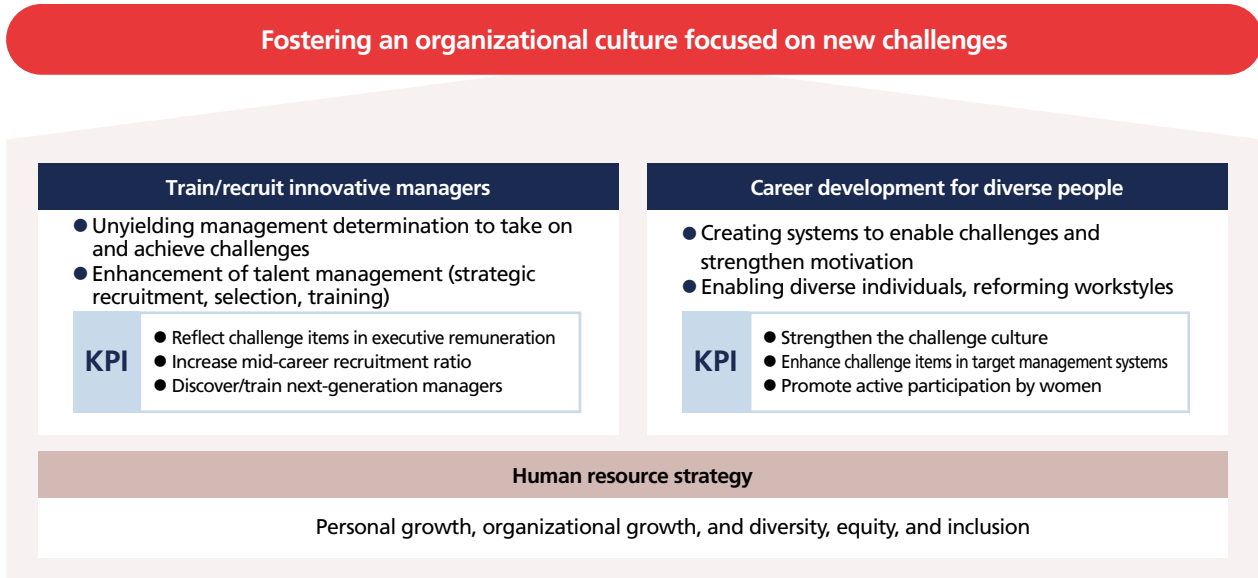 Fostering an organizational culture focused on new challenges
Train/recruit innovative managers
● Unyielding management determination to take on
and achieve challenges
● Enhancement of talent management (strategic
recruitment, selection, training)
KPI
● Reflect challenge items in executive remuneration
● Increase mid-career recruitment ratio
● Discover/train next-generation managers
Career development for diverse people
● Creating systems to enable challenges and
strengthen motivation
● Enabling diverse individuals, reforming workstyles
KPI
● Strengthen the challenge culture
● Enhance challenge items in target management systems
● Promote active participation by women
Human resource strategy
Personal growth, organizational growth, and diversity, equity, and inclusion